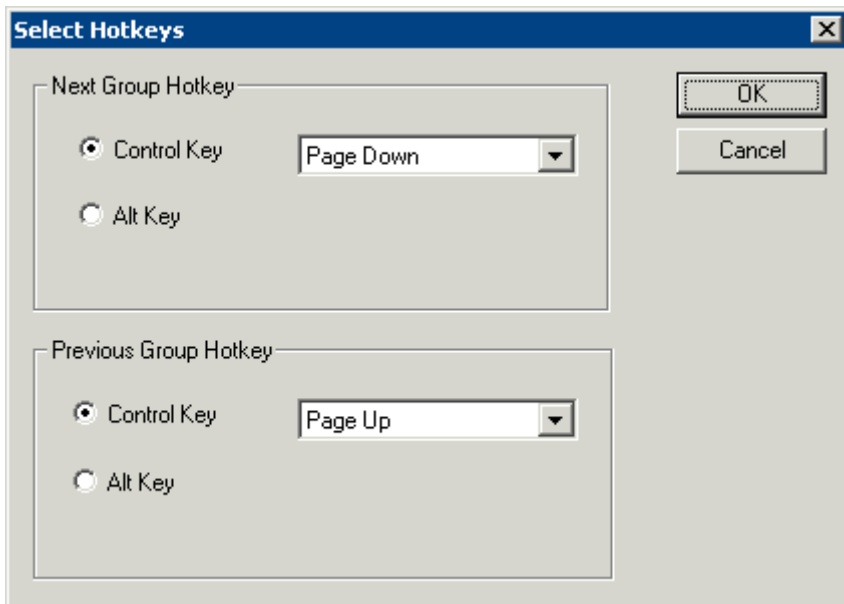 Select Hotkeys
Next Group Hotkey
OK
Control Key
Page Down
Cancel
Alt Key
Previous Group Hotkey
Control Key
Page Up
Alt Key